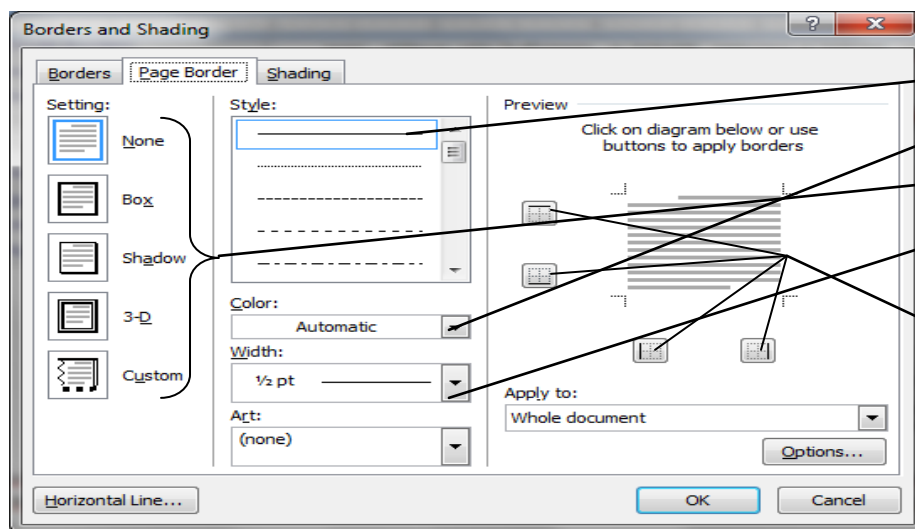 Borders and Shading
Borders Page Border Shading
Setting:
None
Box
Shadow
3-D
Custom
Style:
Color:
Automatic
Width:
½ pt
Art:
(none)
Preview
Click on diagram below or use
buttons to apply borders
Apply to:
Whole document
Options...
Horizontal Line...
OK
Cancel